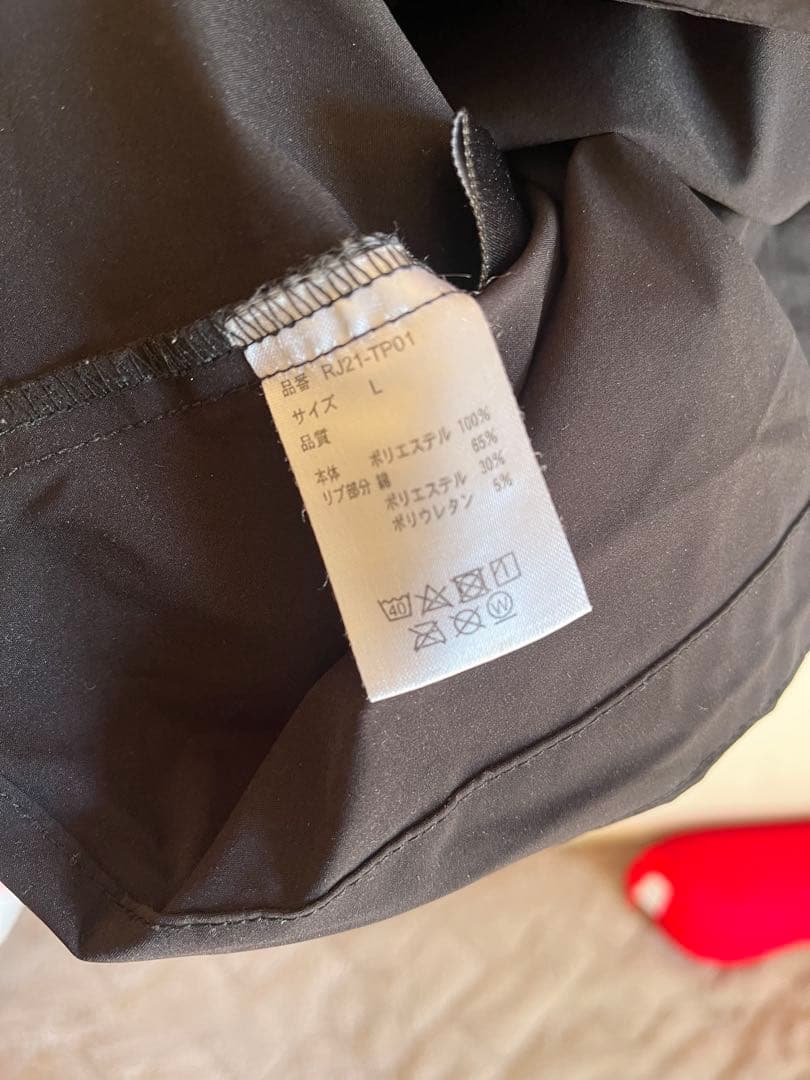 品番 RJ21-TP01
サイズ L
品質
本体 ポリエステル 100%
リブ部分 綿 65%
ポリエステル 30%
ポリウレタン 5%
40
W